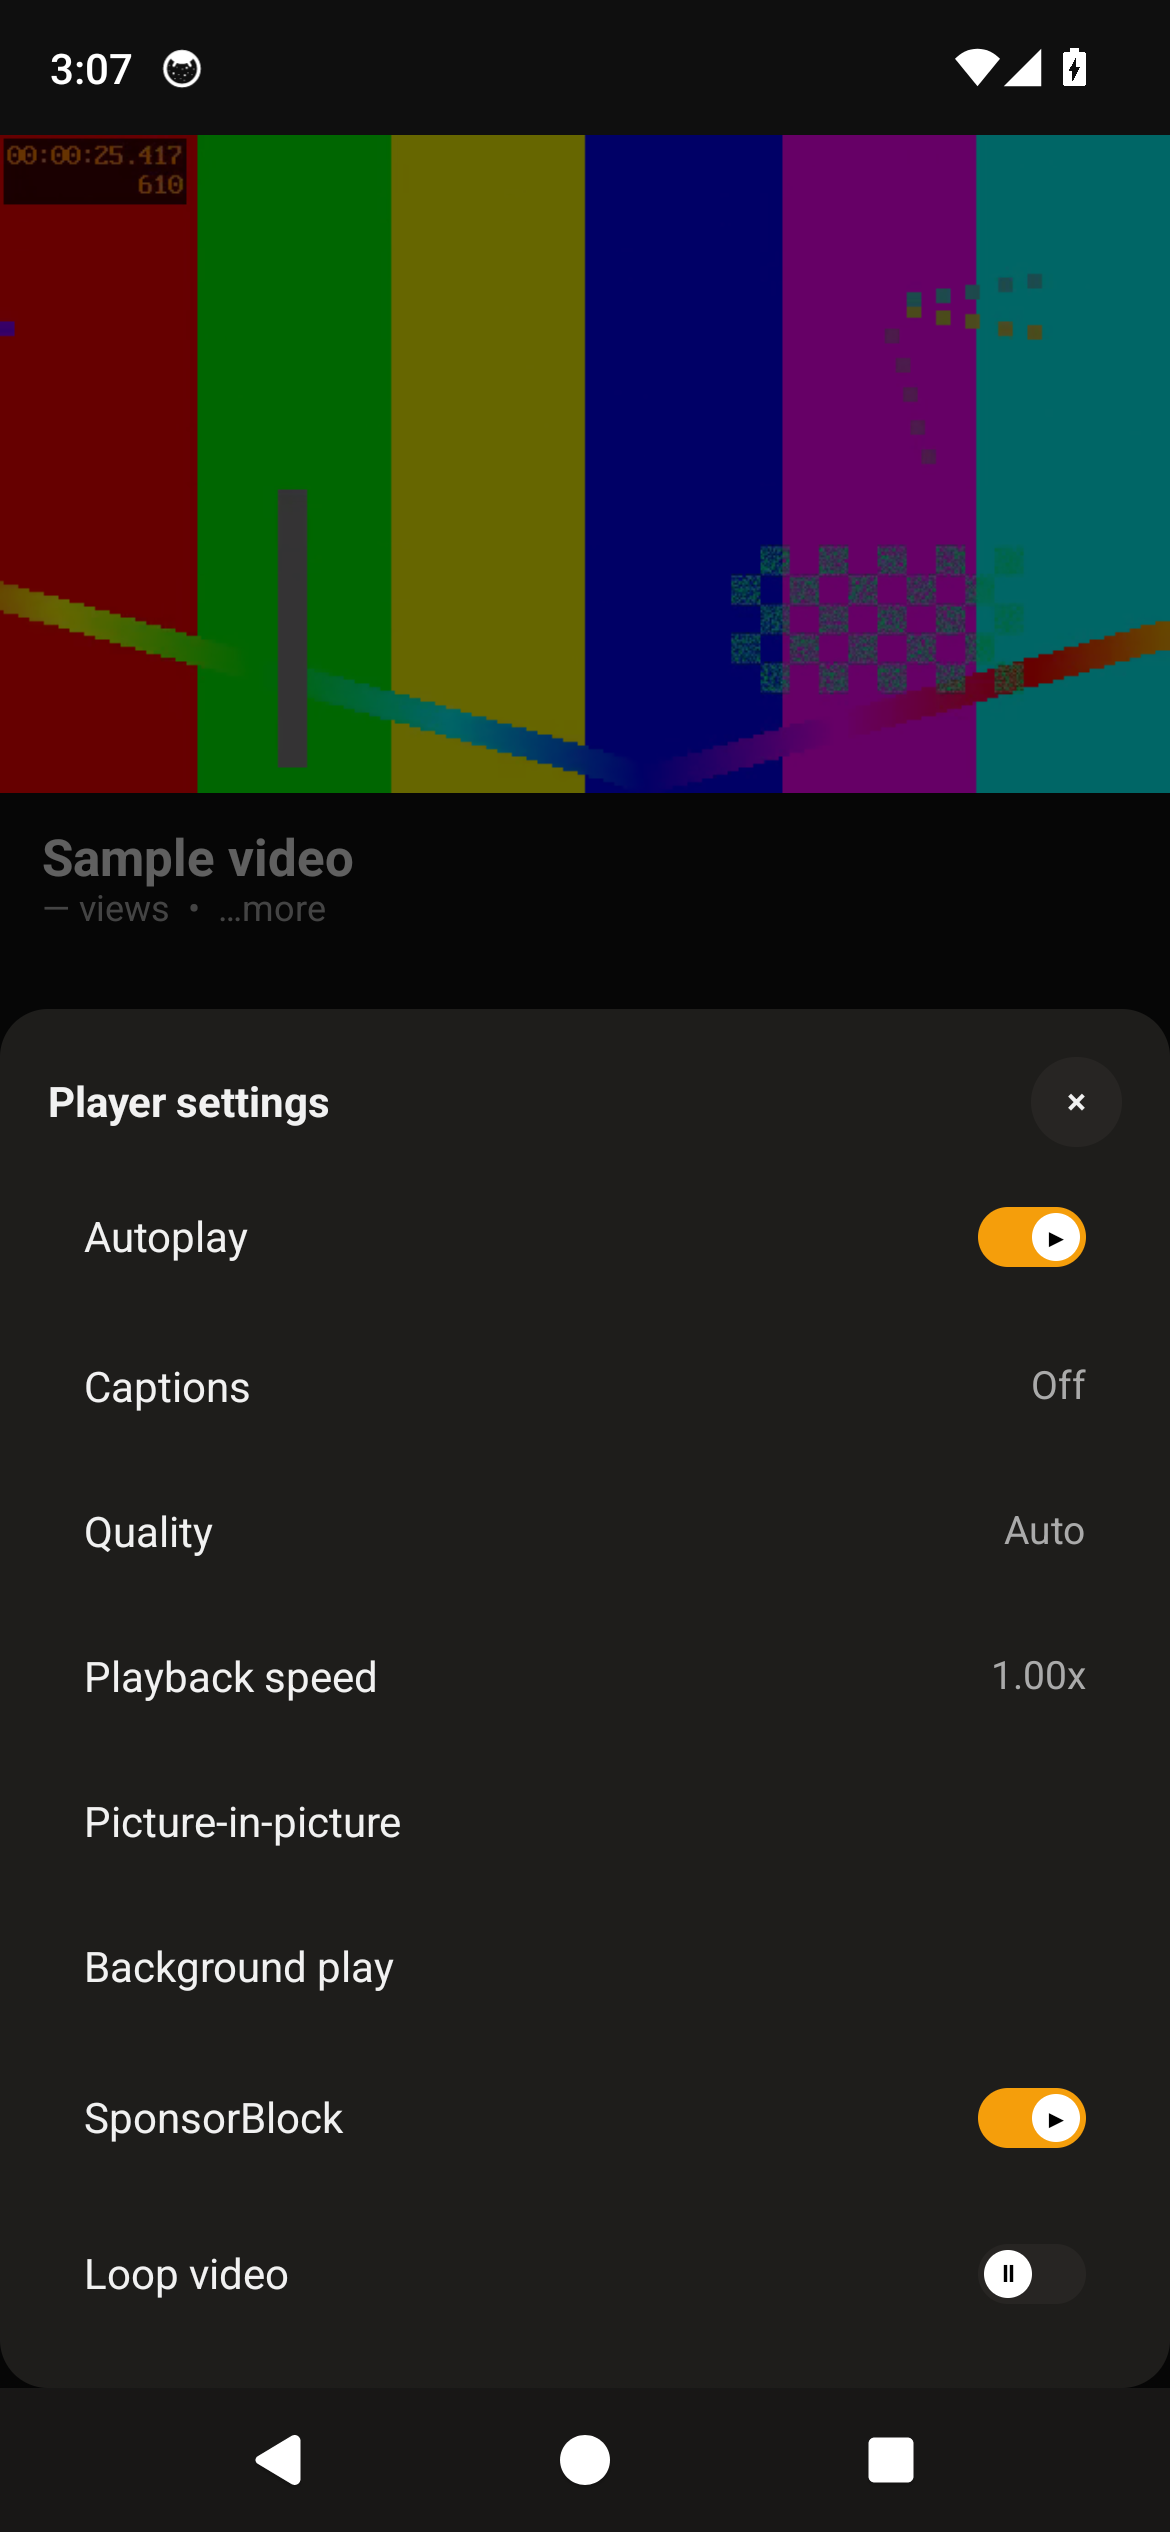 3:07
00:00:25.417
610
Sample video
— views • …more
Player settings
Autoplay
Captions Off
Quality Auto
Playback speed 1.00x
Picture-in-picture
Background play
SponsorBlock
Loop video